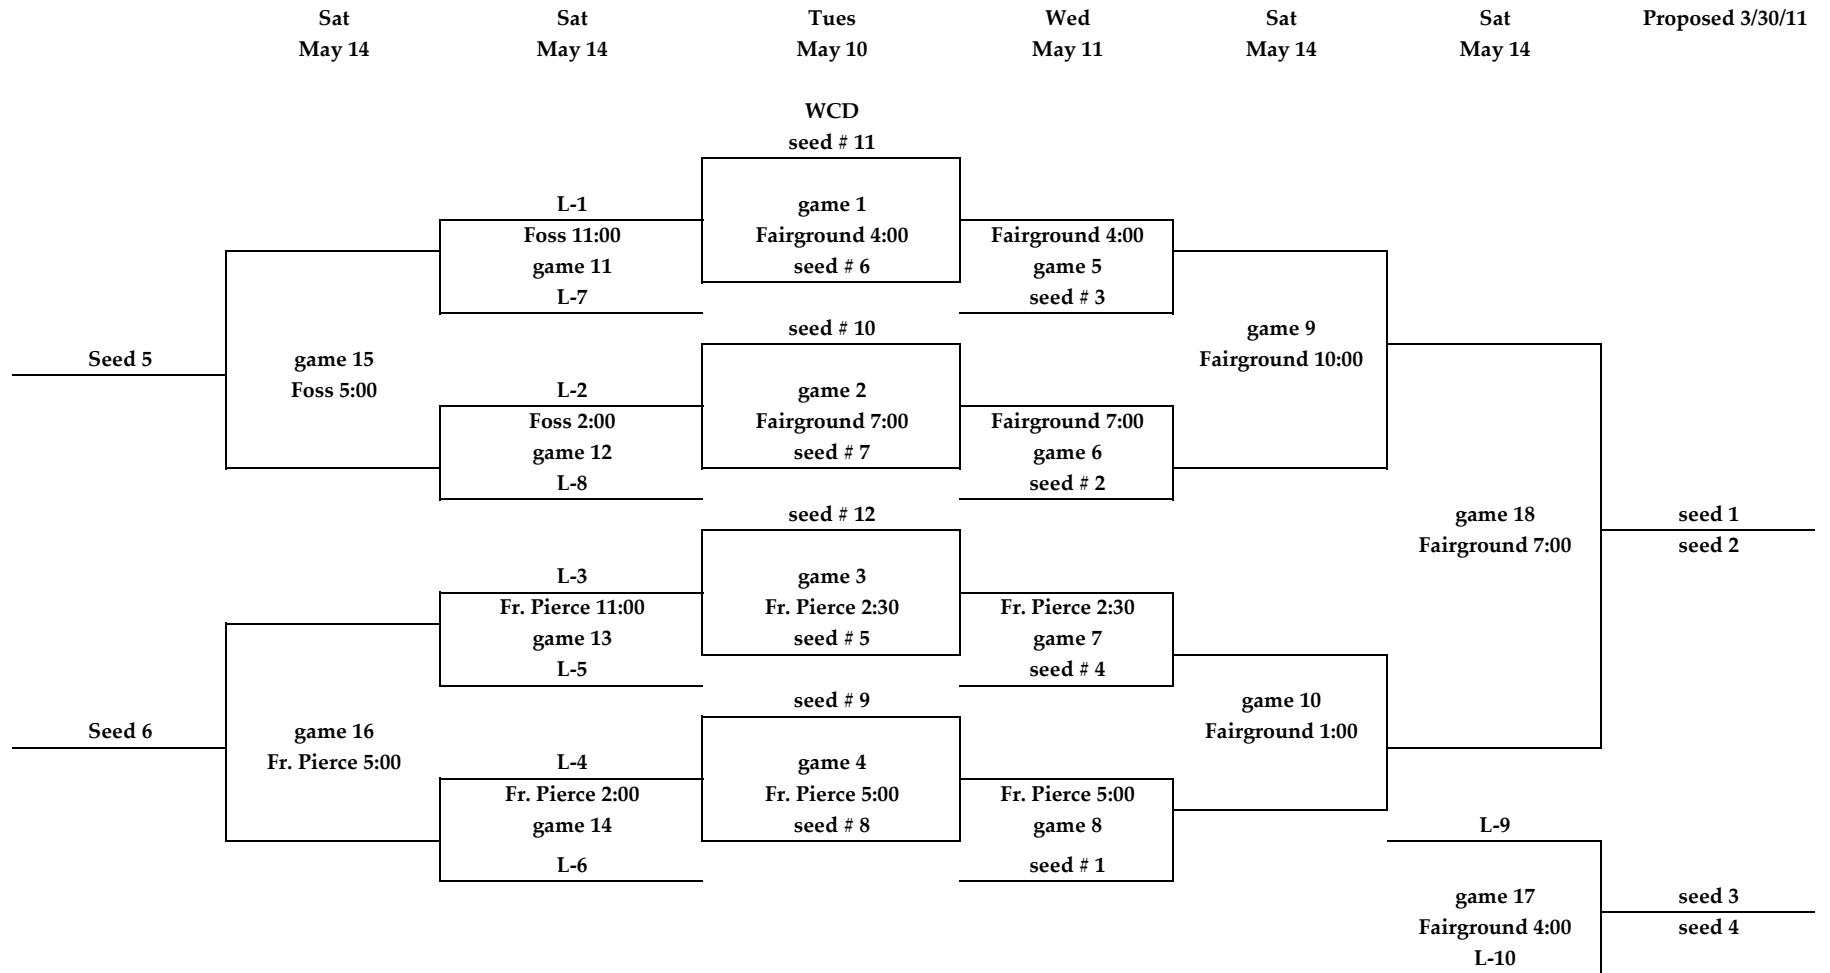 Sat Sat Tues Wed Sat Sat Proposed 3/30/11
May 14 May 14 May 10 May 11 May 14 May 14
WCD
seed # 11
L-1 game 1
Foss 11:00 Fairground 4:00 Fairground 4:00
game 11 seed # 6 game 5
L-7 seed # 3
seed # 10 game 9
Seed 5 game 15 Fairground 10:00
Foss 5:00 L-2 game 2
Foss 2:00 Fairground 7:00 Fairground 7:00
game 12 seed # 7 game 6
L-8 seed # 2
seed # 12 game 18 seed 1
Fairground 7:00 seed 2
L-3 game 3
Fr. Pierce 11:00 Fr. Pierce 2:30 Fr. Pierce 2:30
game 13 seed # 5 game 7
L-5 seed # 4
seed # 9 game 10
Seed 6 game 16 Fairground 1:00
Fr. Pierce 5:00 L-4 game 4
Fr. Pierce 2:00 Fr. Pierce 5:00 Fr. Pierce 5:00
game 14 seed # 8 game 8 L-9
L-6 seed # 1
game 17 seed 3
Fairground 4:00 seed 4
L-10